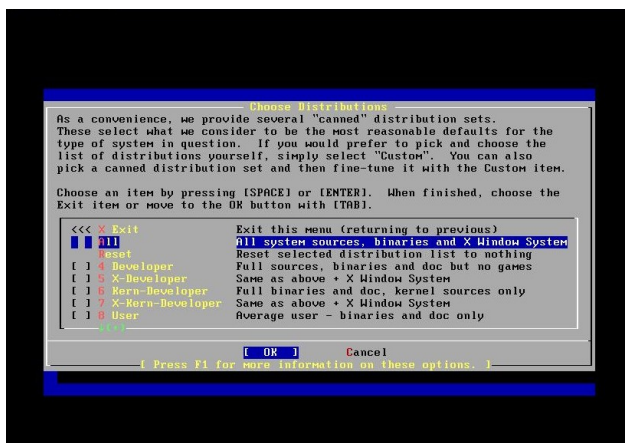 Choose Distributions
As a convenience, we provide several "canned" distribution sets.
These select what we consider to be the most reasonable defaults for the
type of system in question.  If you would prefer to pick and choose the
list of distributions yourself, simply select "Custom".  You can also
pick a canned distribution set and then fine-tune it with the Custom item.
Choose an item by pressing [SPACE] or [ENTER].  When finished, choose the
Exit item or move to the OK button with [TAB].
<<< X Exit Exit this menu (returning to previous)
[ ] All All system sources, binaries and X Window System
Reset Reset selected distribution list to nothing
[ ] 4 Developer Full sources, binaries and doc but no games
[ ] 5 X-Developer Same as above + X Window System
[ ] 6 Kern-Developer Full binaries and doc, kernel sources only
[ ] 7 X-Kern-Developer Same as above + X Window System
[ ] 8 User Average user - binaries and doc only
[ OK ] Cancel
[ Press F1 for more information on these options. ]